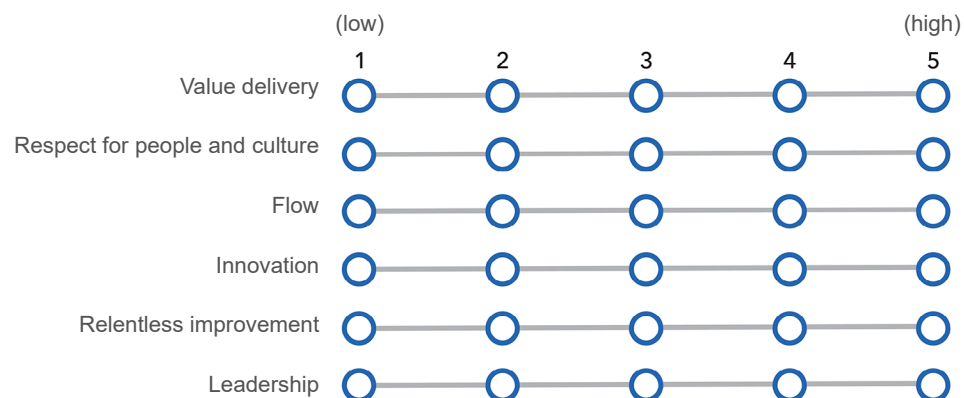 (low) (high)
1 2 3 4 5
Value delivery
Respect for people and culture
Flow
Innovation
Relentless improvement
Leadership